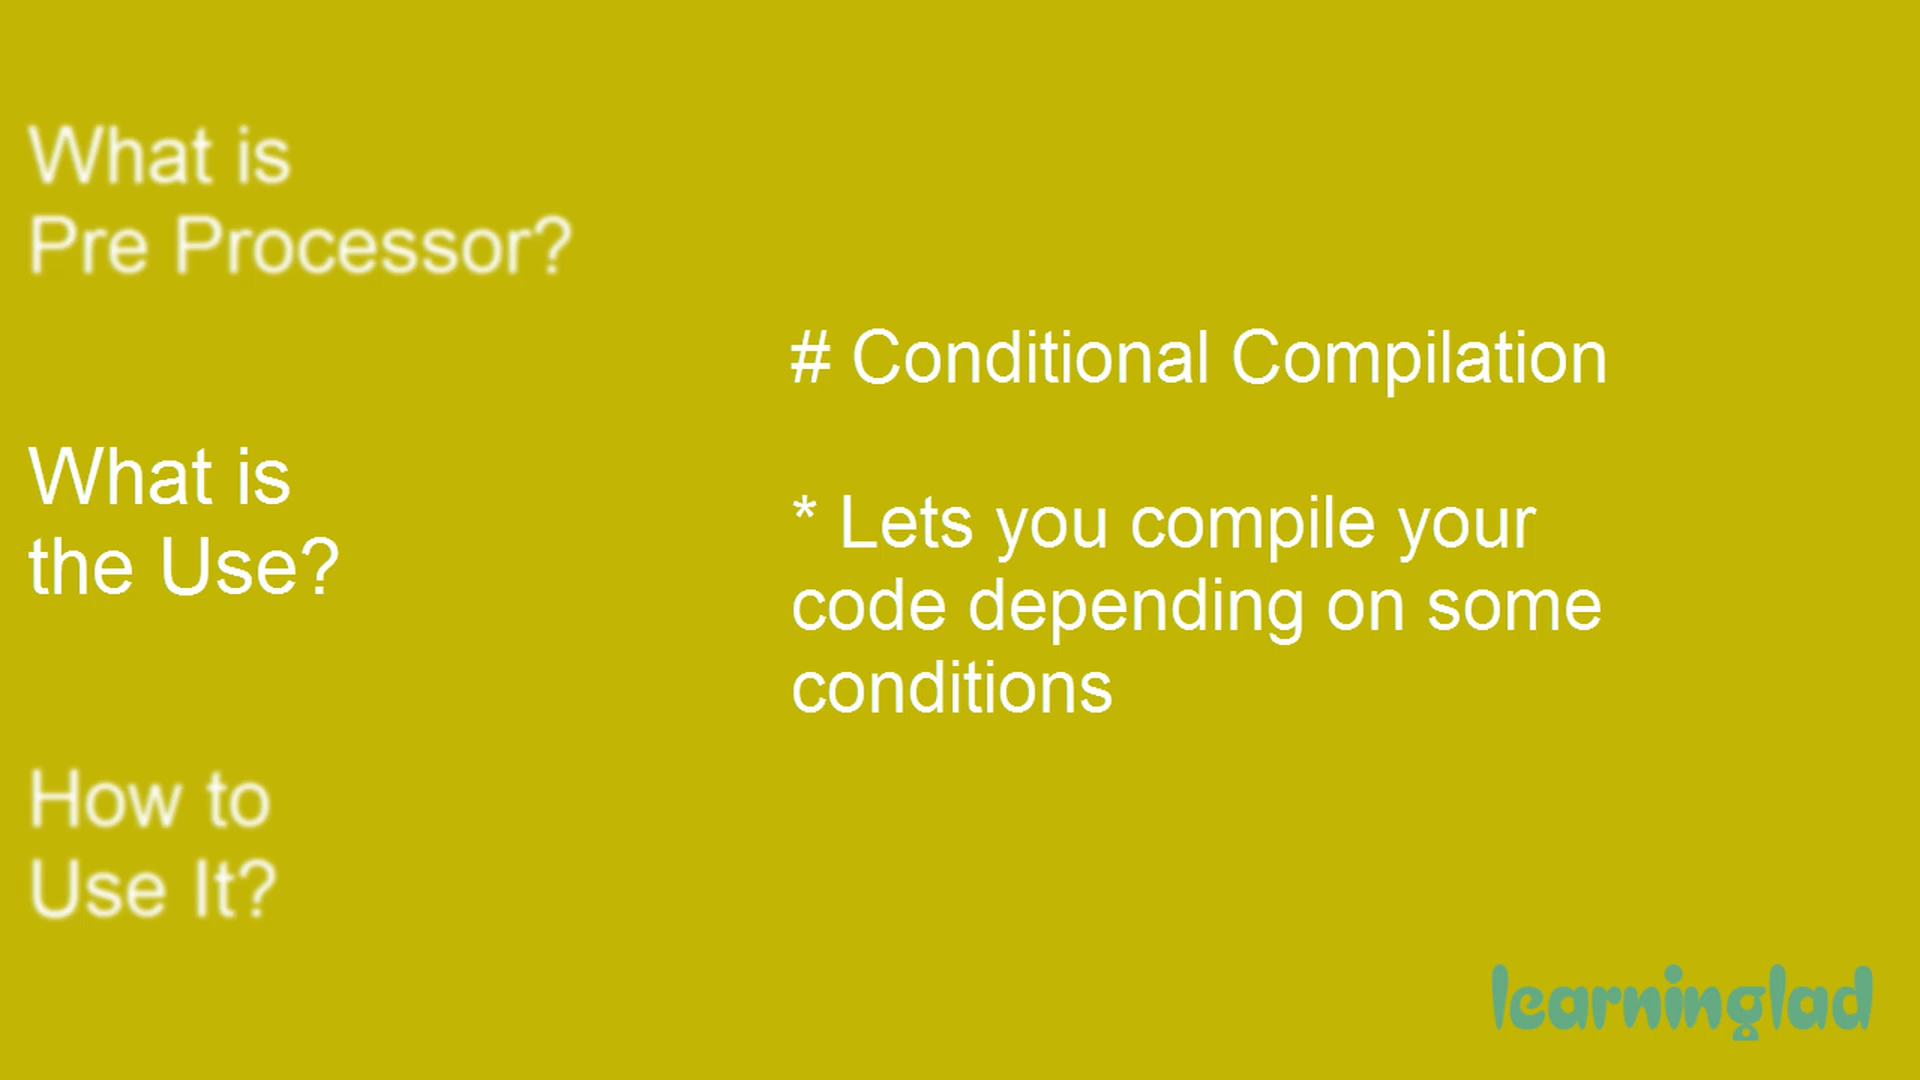 What is
Pre Processor?
What is
the Use?
How to
Use It?
# Conditional Compilation
* Lets you compile your
code depending on some
conditions
learninglad